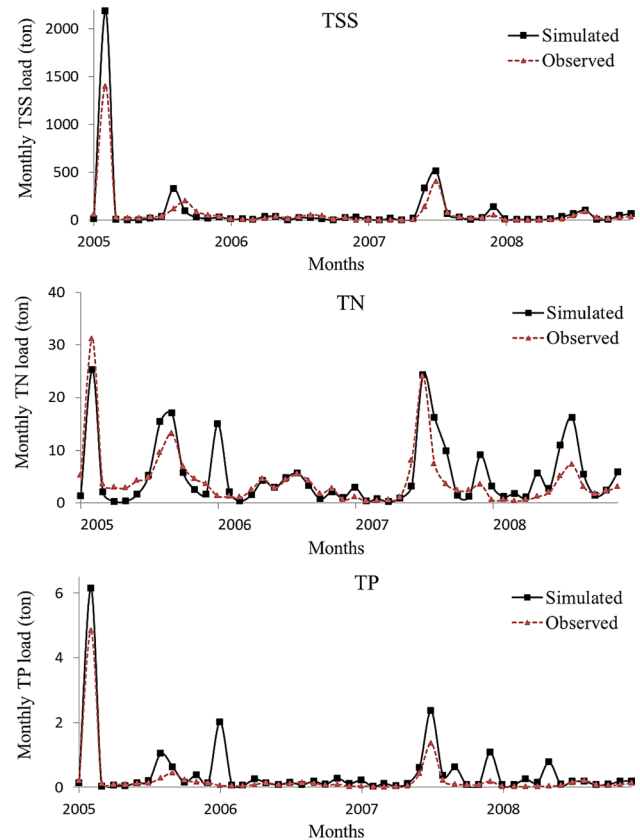 TSS
Simulated
Observed
Monthly TSS load (ton)
2000
1500
1000
500
0
2005 2006 2007 2008
Months
TN
Simulated
Observed
Monthly TN load (ton)
40
30
20
10
0
2005 2006 2007 2008
Months
TP
Simulated
Observed
Monthly TP load (ton)
6
4
2
0
2005 2006 2007 2008
Months